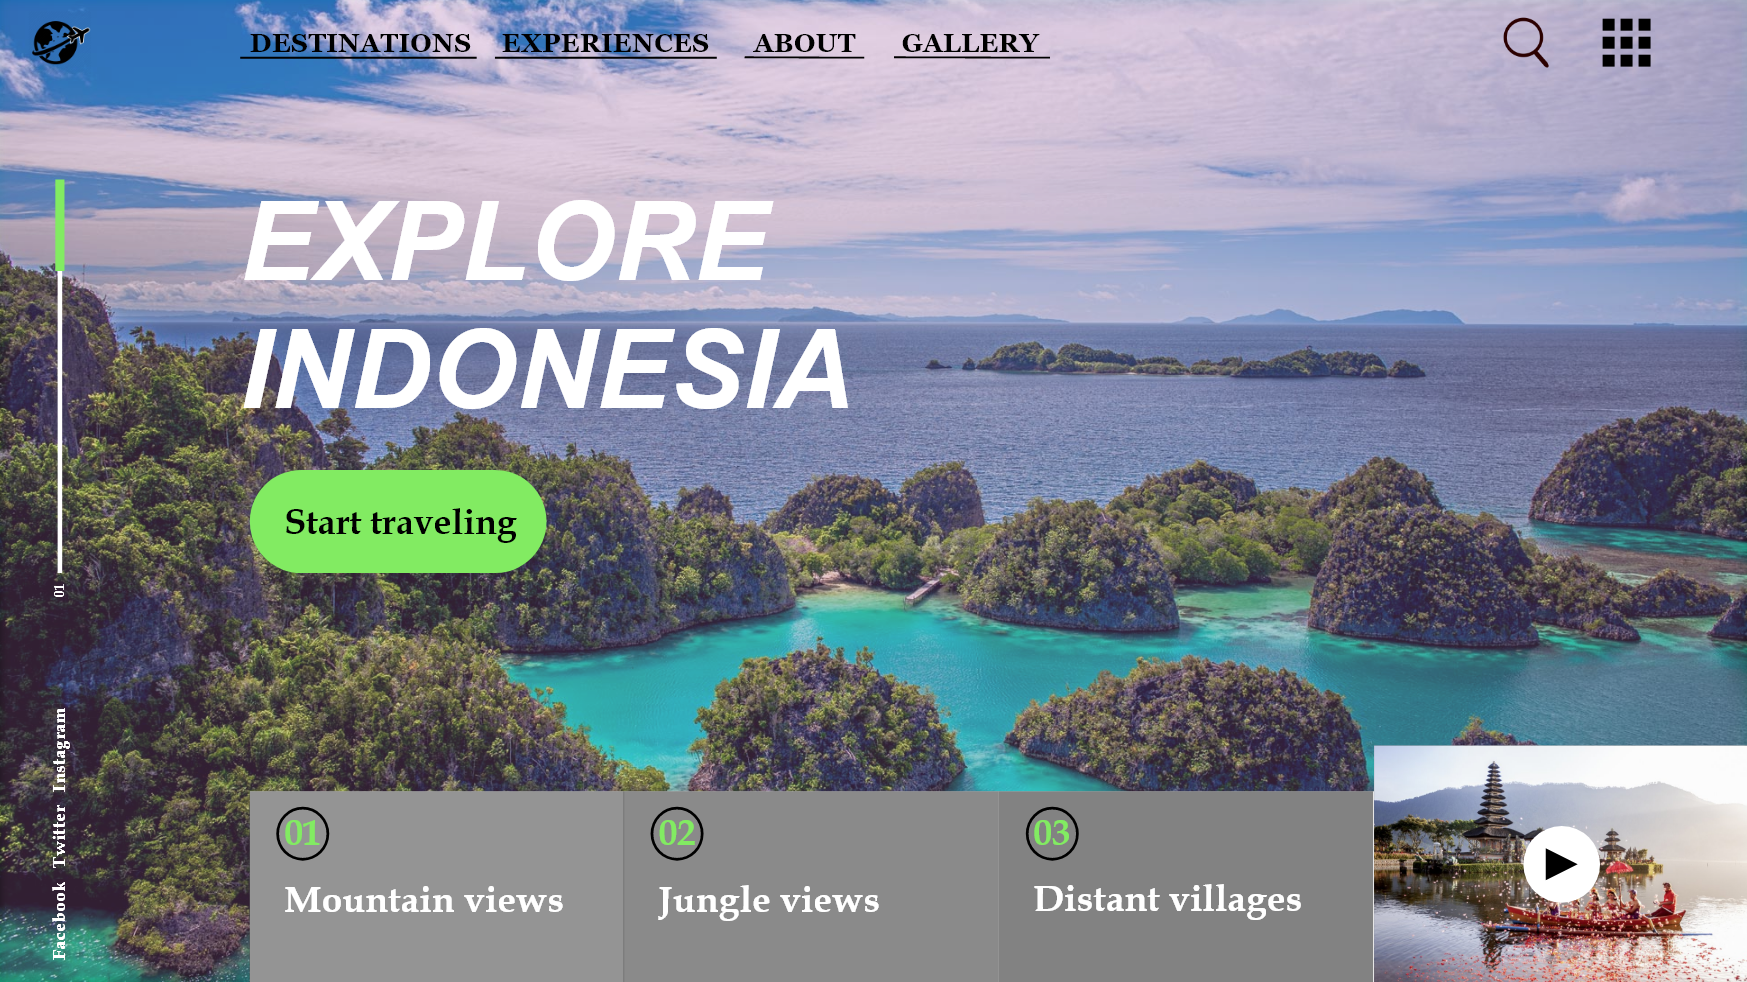 DESTINATIONS EXPERIENCES ABOUT GALLERY
EXPLORE
INDONESIA
Start traveling
01
Facebook Twitter Instagram
01 02 03
Mountain views Jungle views Distant villages